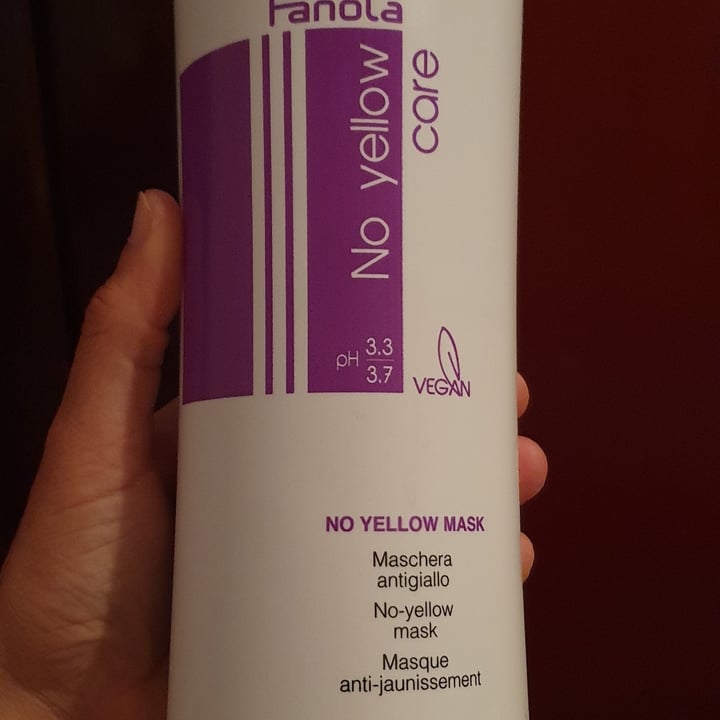 Fanola
No yellow
care
pH 3.3
3.7
VEGAN
NO YELLOW MASK
Maschera
antigiallo
No-yellow
mask
Masque
anti-jaunissement